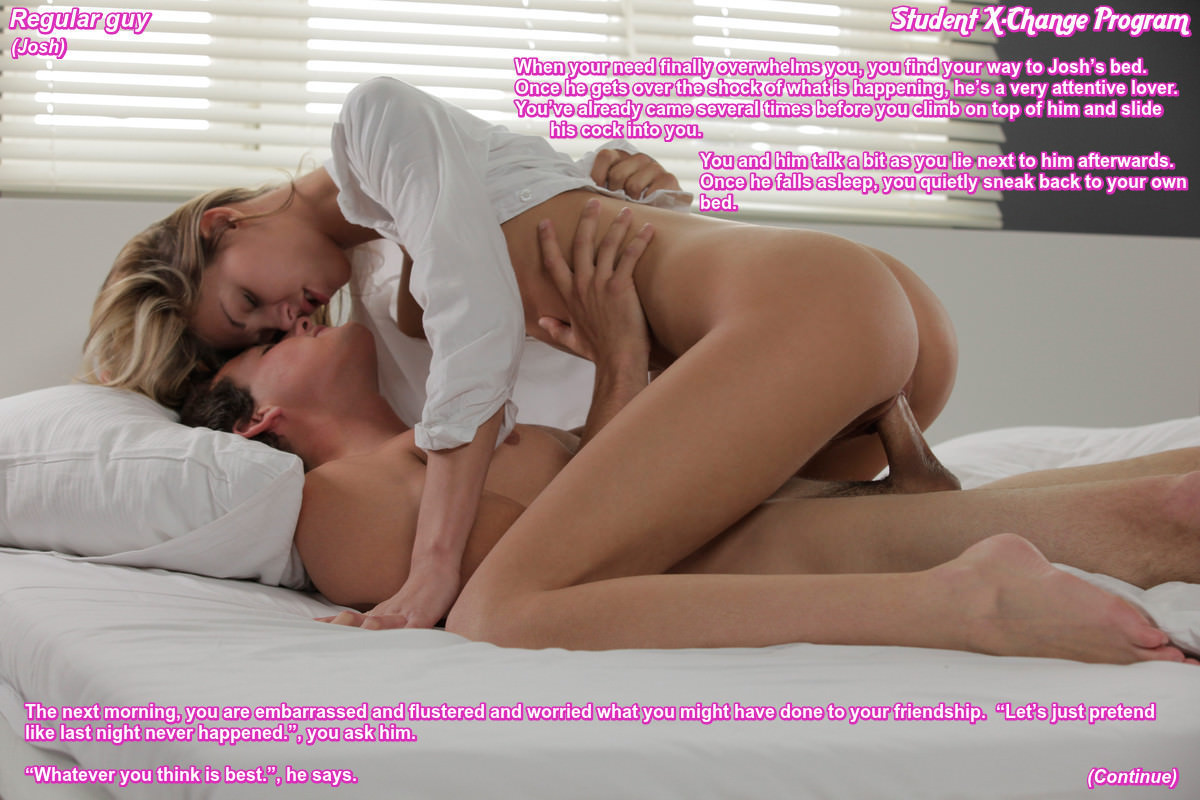 Regular guy
(Josh)
Student X-Change Program
When your need finally overwhelms you, you find your way to Josh's bed.
Once he gets over the shock of what is happening, he's a very attentive lover.
You've already came several times before you climb on top of him and slide
his cock into you.
You and him talk a bit as you lie next to him afterwards.
Once he falls asleep, you quietly sneak back to your own
bed.
The next morning, you are embarrassed and flustered and worried what you might have done to your friendship.  “Let's just pretend
like last night never happened.”, you ask him.
“Whatever you think is best.”, he says.
(Continue)